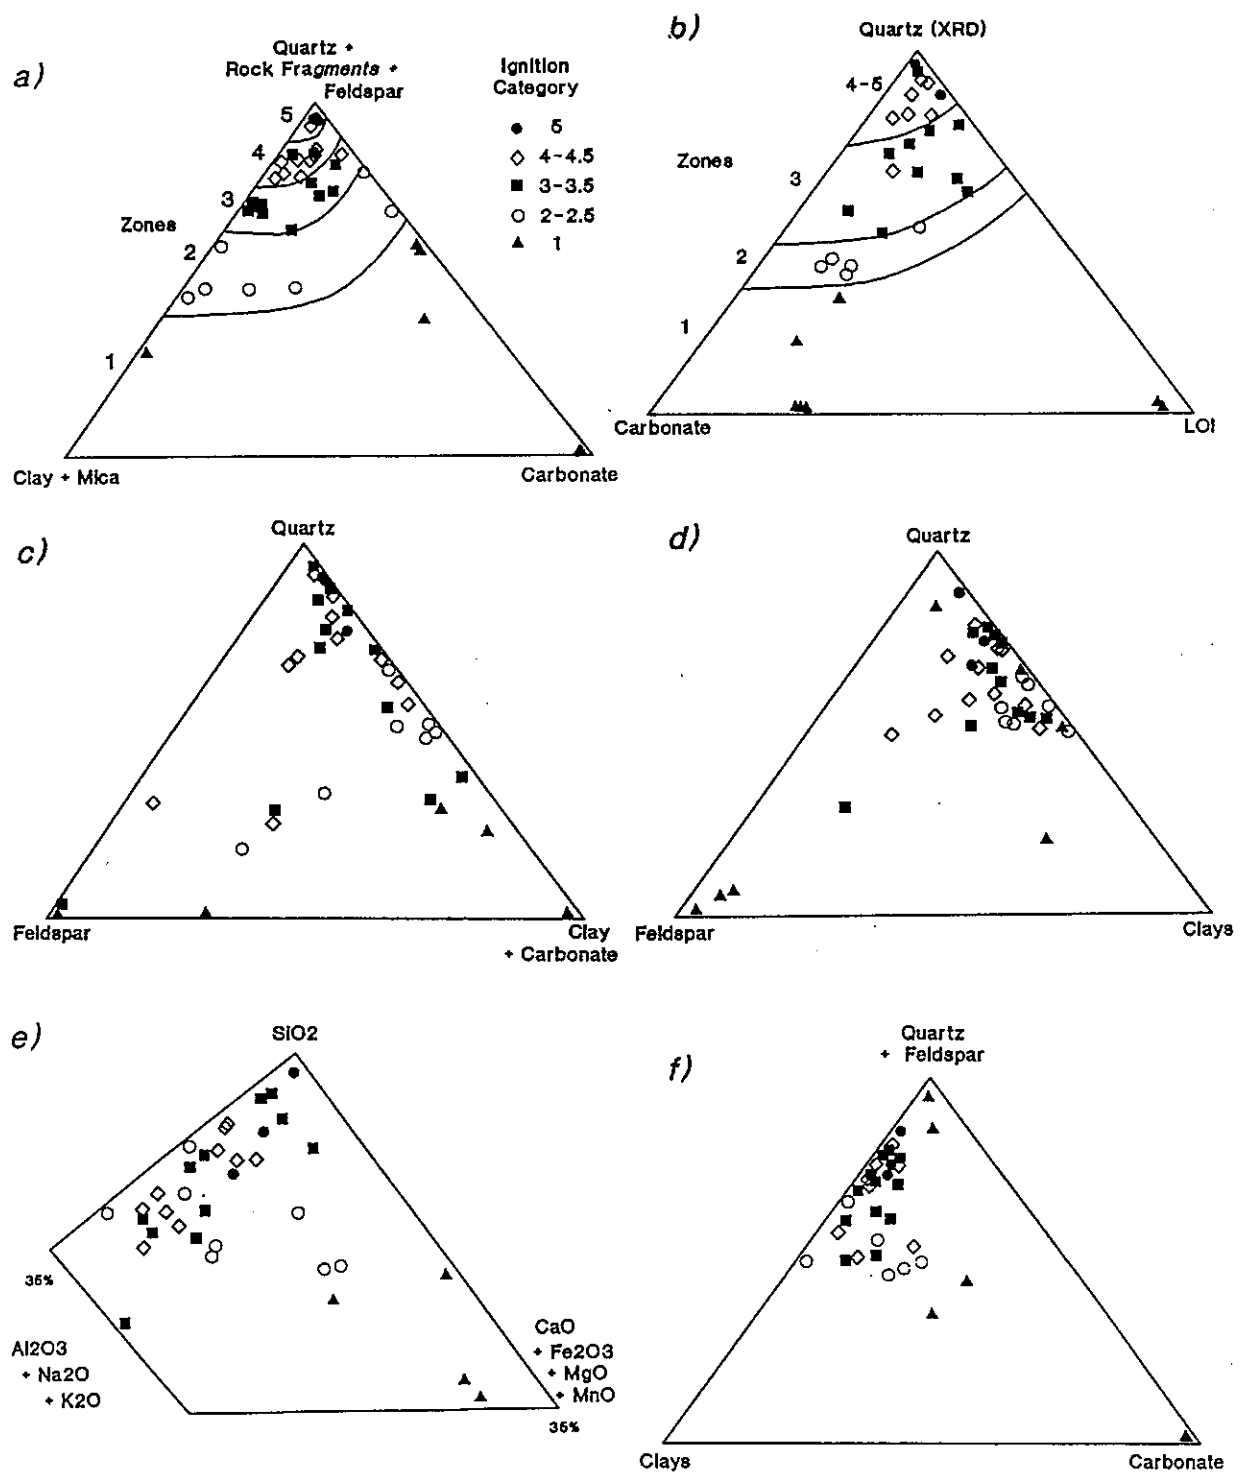 a)
Quartz +
Rock Fragments +
Feldspar
Ignition
Category
5
4-4.5
3-3.5
2-2.5
1
5
4
3
Zones
2
1
Clay + Mica
Carbonate
b)
Quartz (XRD)
4-5
Zones
3
2
1
Carbonate
LOI
c)
Quartz
Feldspar
Clay
+ Carbonate
d)
Quartz
Feldspar
Clays
e)
SiO2
35%
Al2O3
+ Na2O
+ K2O
CaO
+ Fe2O3
+ MgO
+ MnO
35%
f)
Quartz
+ Feldspar
Clays
Carbonate